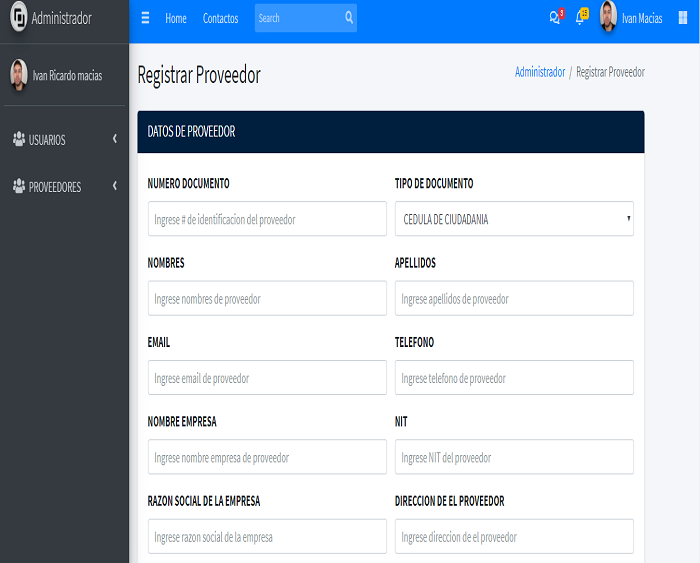 Administrador
Home Contactos Search 3 15 Ivan Macias
Ivan Ricardo macias
USUARIOS
PROVEEDORES
Registrar Proveedor
Administrador / Registrar Proveedor
DATOS DE PROVEEDOR
NUMERO DOCUMENTO TIPO DE DOCUMENTO
Ingrese # de identificacion del proveedor CEDULA DE CIUDADANIA
NOMBRES APELLIDOS
Ingrese nombres de proveedor Ingrese apellidos de proveedor
EMAIL TELEFONO
Ingrese email de proveedor Ingrese telefono de proveedor
NOMBRE EMPRESA NIT
Ingrese nombre empresa de proveedor Ingrese NIT del proveedor
RAZON SOCIAL DE LA EMPRESA DIRECCION DE EL PROVEEDOR
Ingrese razon social de la empresa Ingrese direccion de el proveedor